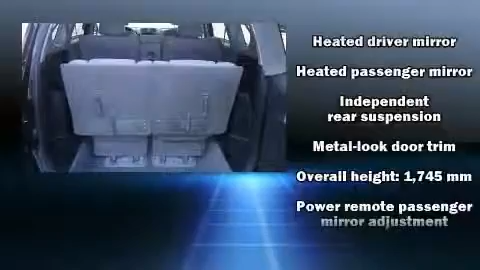 Heated driver mirror
Heated passenger mirror
Independent
rear suspension
Metal-look door trim
Overall height: 1,745 mm
Power remote passenger
mirror adjustment